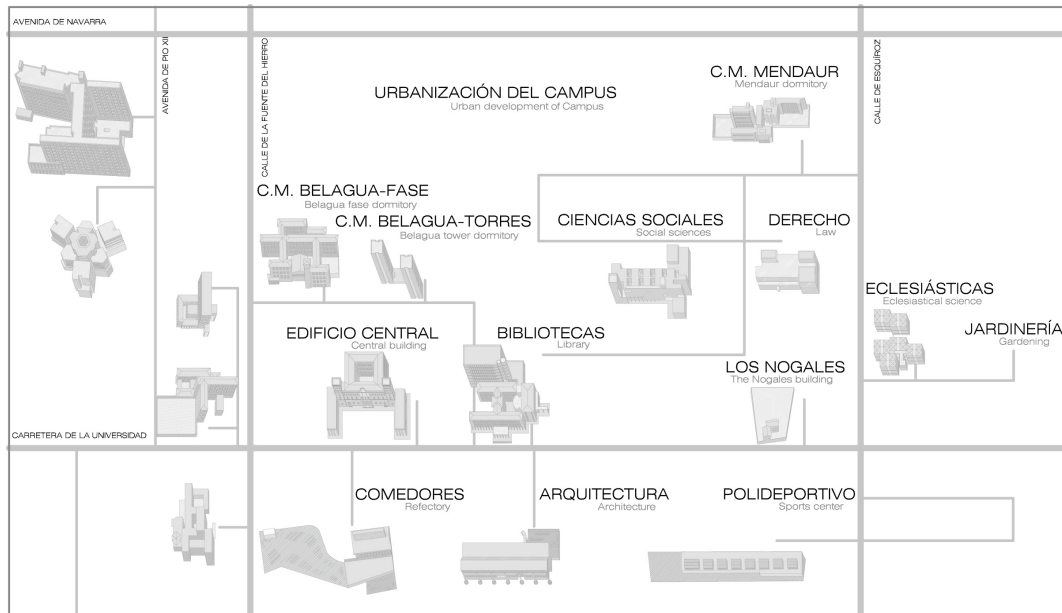 AVENIDA DE NAVARRA
AVENIDA DE PIO XII
CALLE DE LA FUENTE DEL HIERRO
CALLE DE ESQUÍROZ
URBANIZACIÓN DEL CAMPUS
Urban development of Campus
C.M. MENDAUR
Mendaur dormitory
C.M. BELAGUA-FASE
Belagua fase dormitory
C.M. BELAGUA-TORRES
Belagua tower dormitory
CIENCIAS SOCIALES
Social sciences
DERECHO
Law
ECLESIÁSTICAS
Eclesiastical science
JARDINERÍA
Gardening
EDIFICIO CENTRAL
Central building
BIBLIOTECAS
Library
LOS NOGALES
The Nogales building
CARRETERA DE LA UNIVERSIDAD
COMEDORES
Refectory
ARQUITECTURA
Architecture
POLIDEPORTIVO
Sports center